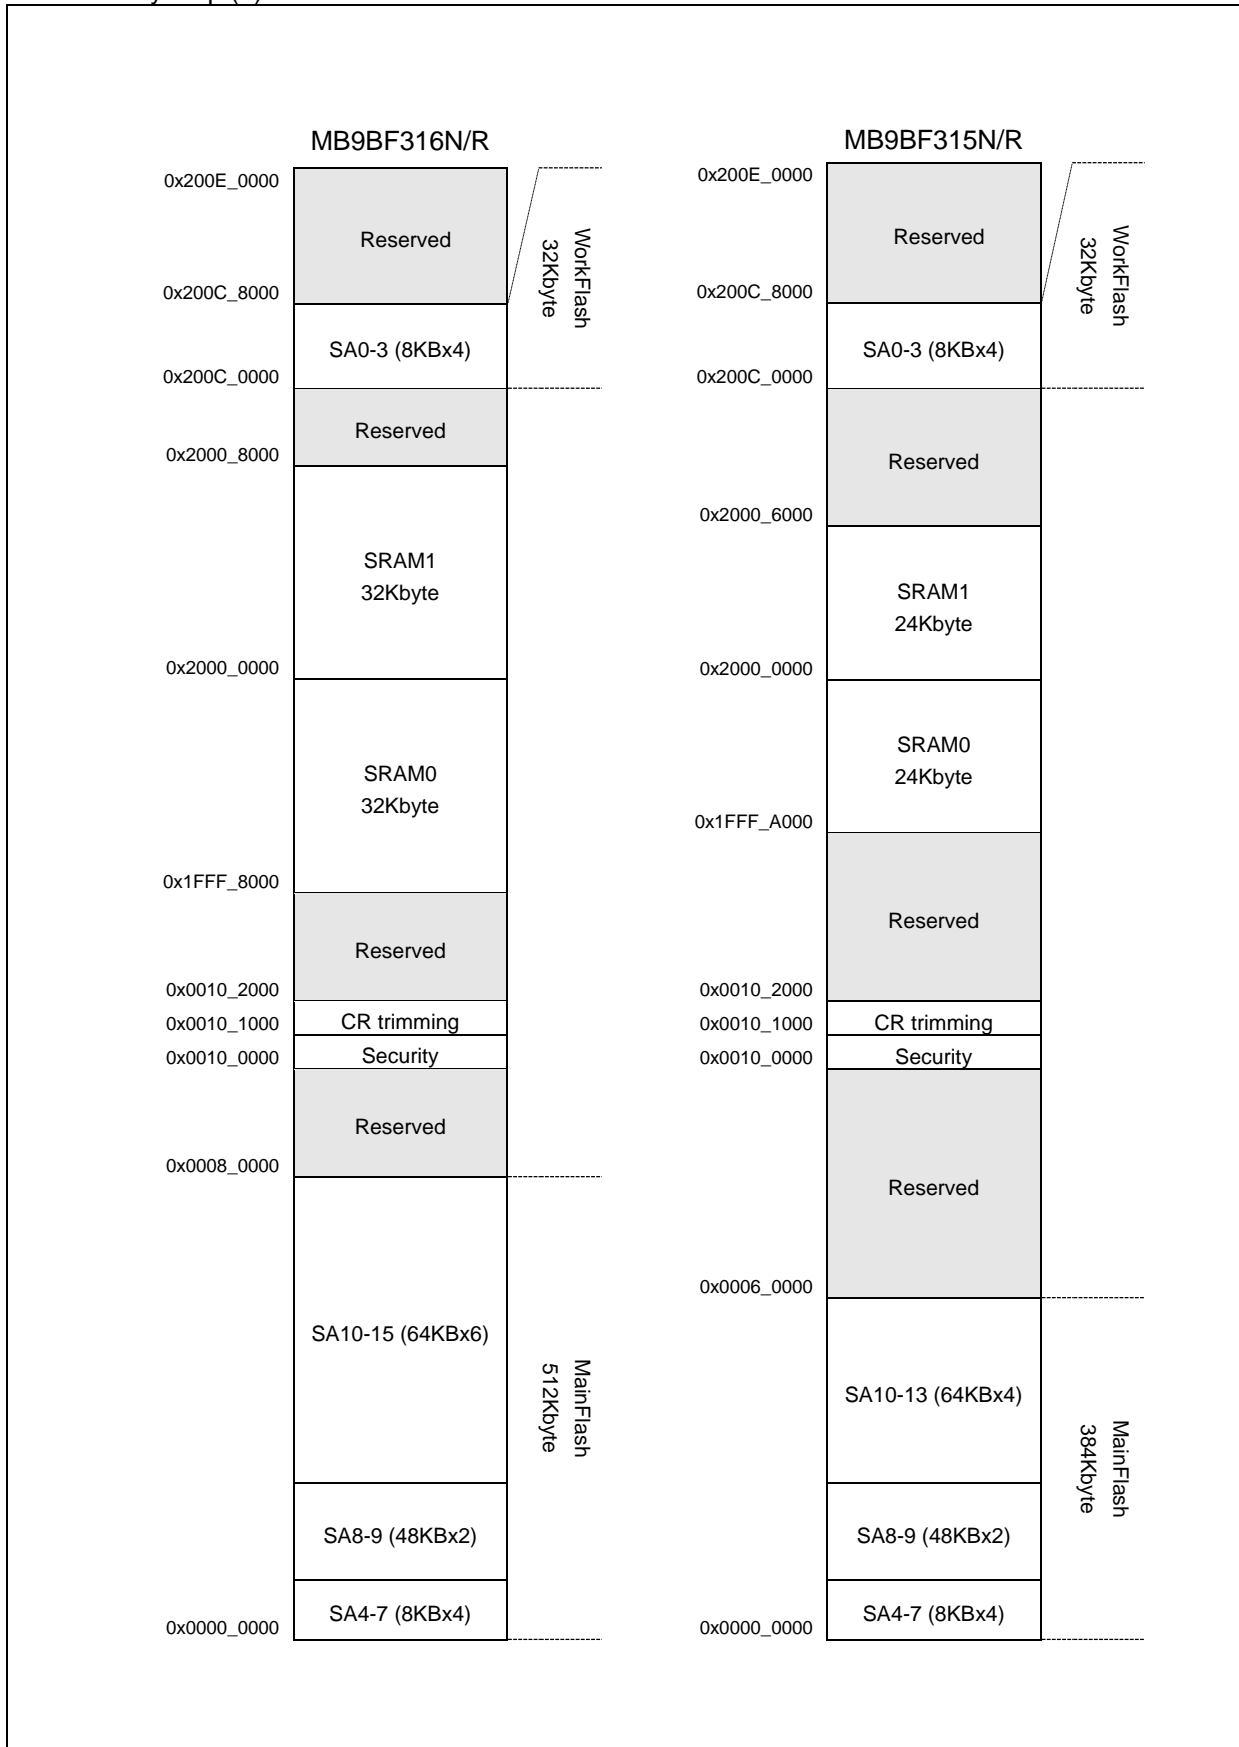 MB9BF316N/R
0x200E_0000
Reserved
0x200C_8000
SA0-3 (8KBx4)
0x200C_0000
Reserved
0x2000_8000
SRAM1
32Kbyte
0x2000_0000
SRAM0
32Kbyte
0x1FFF_8000
Reserved
0x0010_2000
0x0010_1000
CR trimming
0x0010_0000
Security
Reserved
0x0008_0000
SA10-15 (64KBx6)
SA8-9 (48KBx2)
SA4-7 (8KBx4)
0x0000_0000
WorkFlash
32Kbyte
MainFlash
512Kbyte
MB9BF315N/R
0x200E_0000
Reserved
0x200C_8000
SA0-3 (8KBx4)
0x200C_0000
Reserved
0x2000_6000
SRAM1
24Kbyte
0x2000_0000
SRAM0
24Kbyte
0x1FFF_A000
Reserved
0x0010_2000
0x0010_1000
CR trimming
0x0010_0000
Security
Reserved
0x0006_0000
SA10-13 (64KBx4)
SA8-9 (48KBx2)
SA4-7 (8KBx4)
0x0000_0000
WorkFlash
32Kbyte
MainFlash
384Kbyte